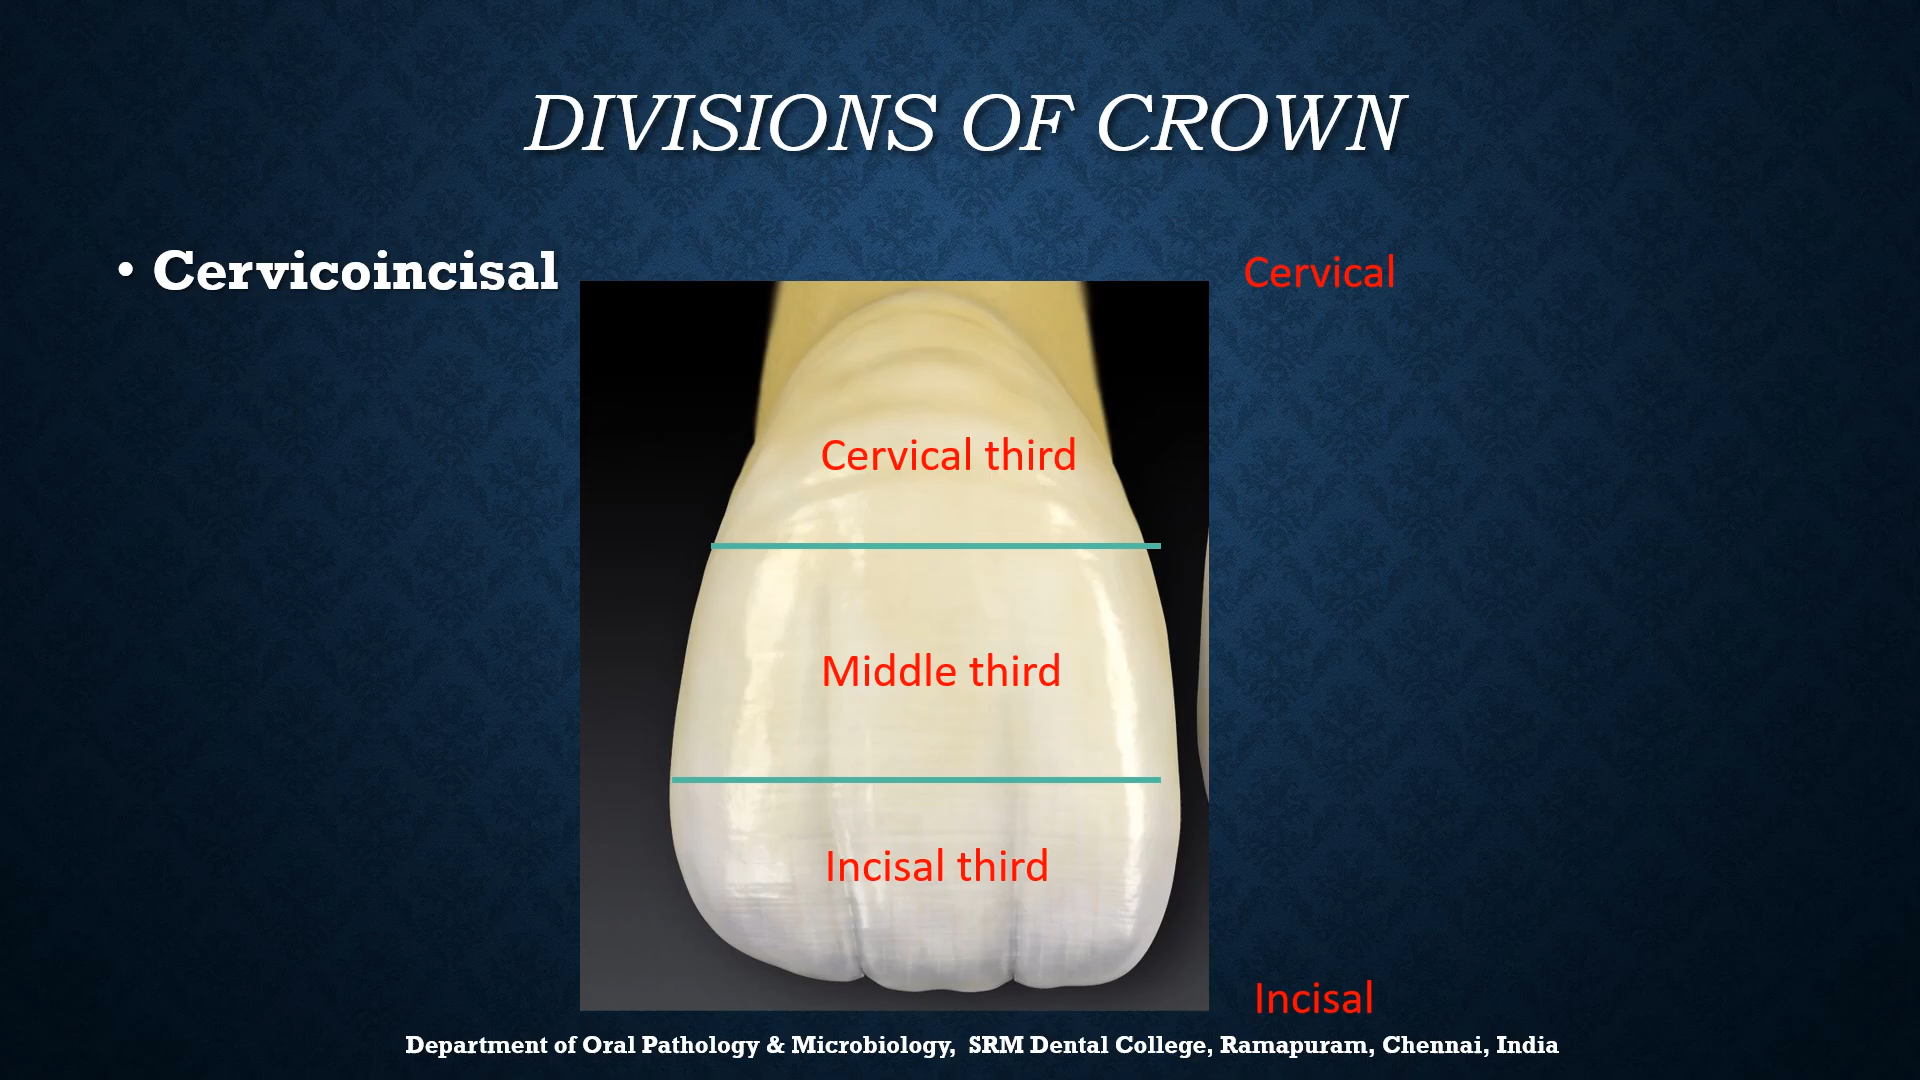 DIVISIONS OF CROWN
• Cervicoincisal
Cervical
Cervical third
Middle third
Incisal third
Incisal
Department of Oral Pathology & Microbiology, SRM Dental College, Ramapuram, Chennai, India